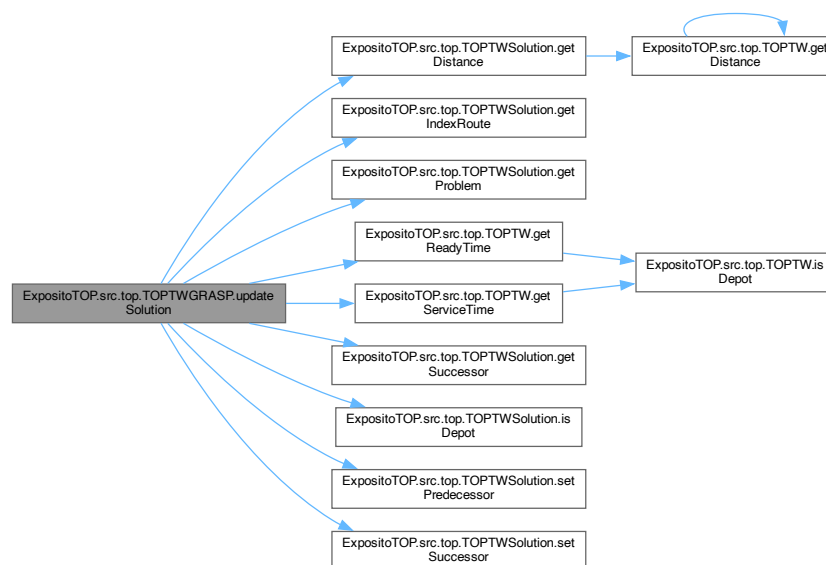 ExpositoTOP.src.top.TOPTWSolution.get
Distance
ExpositoTOP.src.top.TOPTW.get
Distance
ExpositoTOP.src.top.TOPTWSolution.get
IndexRoute
ExpositoTOP.src.top.TOPTWSolution.get
Problem
ExpositoTOP.src.top.TOPTW.get
ReadyTime
ExpositoTOP.src.top.TOPTW.is
Depot
ExpositoTOP.src.top.TOPTWGRASP.update
Solution
ExpositoTOP.src.top.TOPTW.get
ServiceTime
ExpositoTOP.src.top.TOPTWSolution.get
Successor
ExpositoTOP.src.top.TOPTWSolution.is
Depot
ExpositoTOP.src.top.TOPTWSolution.set
Predecessor
ExpositoTOP.src.top.TOPTWSolution.set
Successor